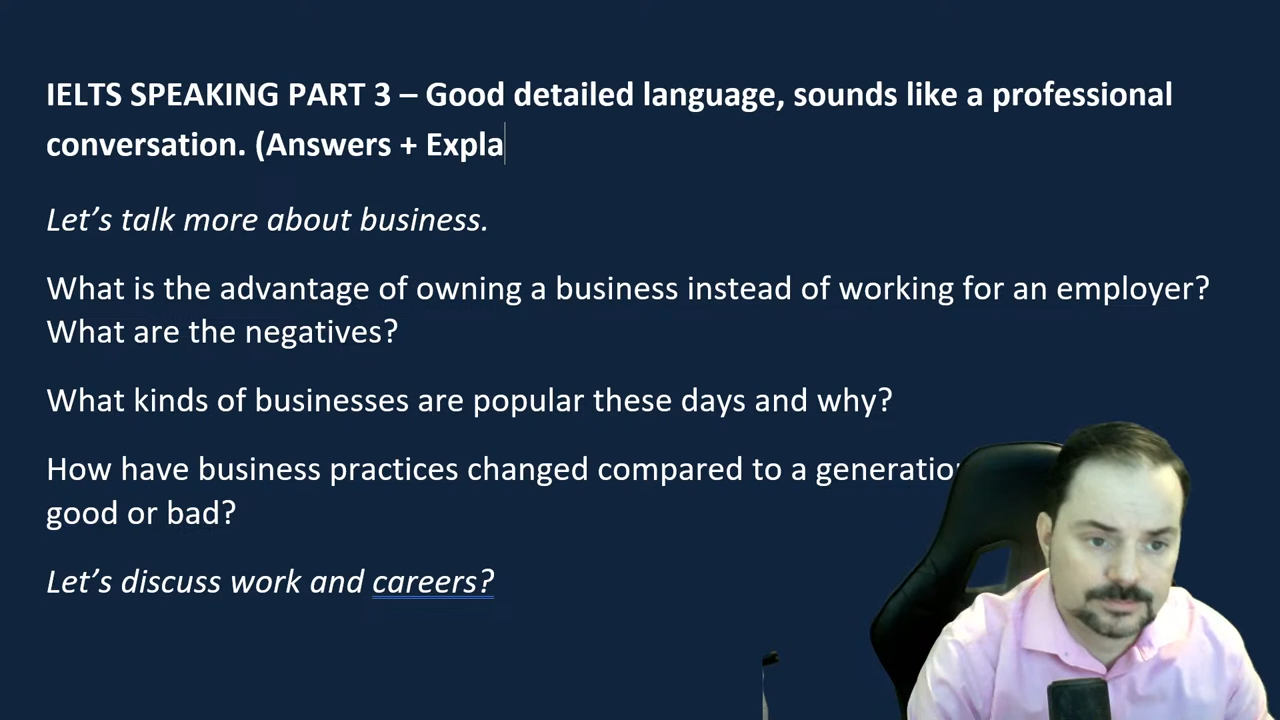 IELTS SPEAKING PART 3 – Good detailed language, sounds like a professional
conversation. (Answers + Expla
Let’s talk more about business.
What is the advantage of owning a business instead of working for an employer?
What are the negatives?
What kinds of businesses are popular these days and why?
How have business practices changed compared to a
good or bad?
Let’s discuss work and careers?